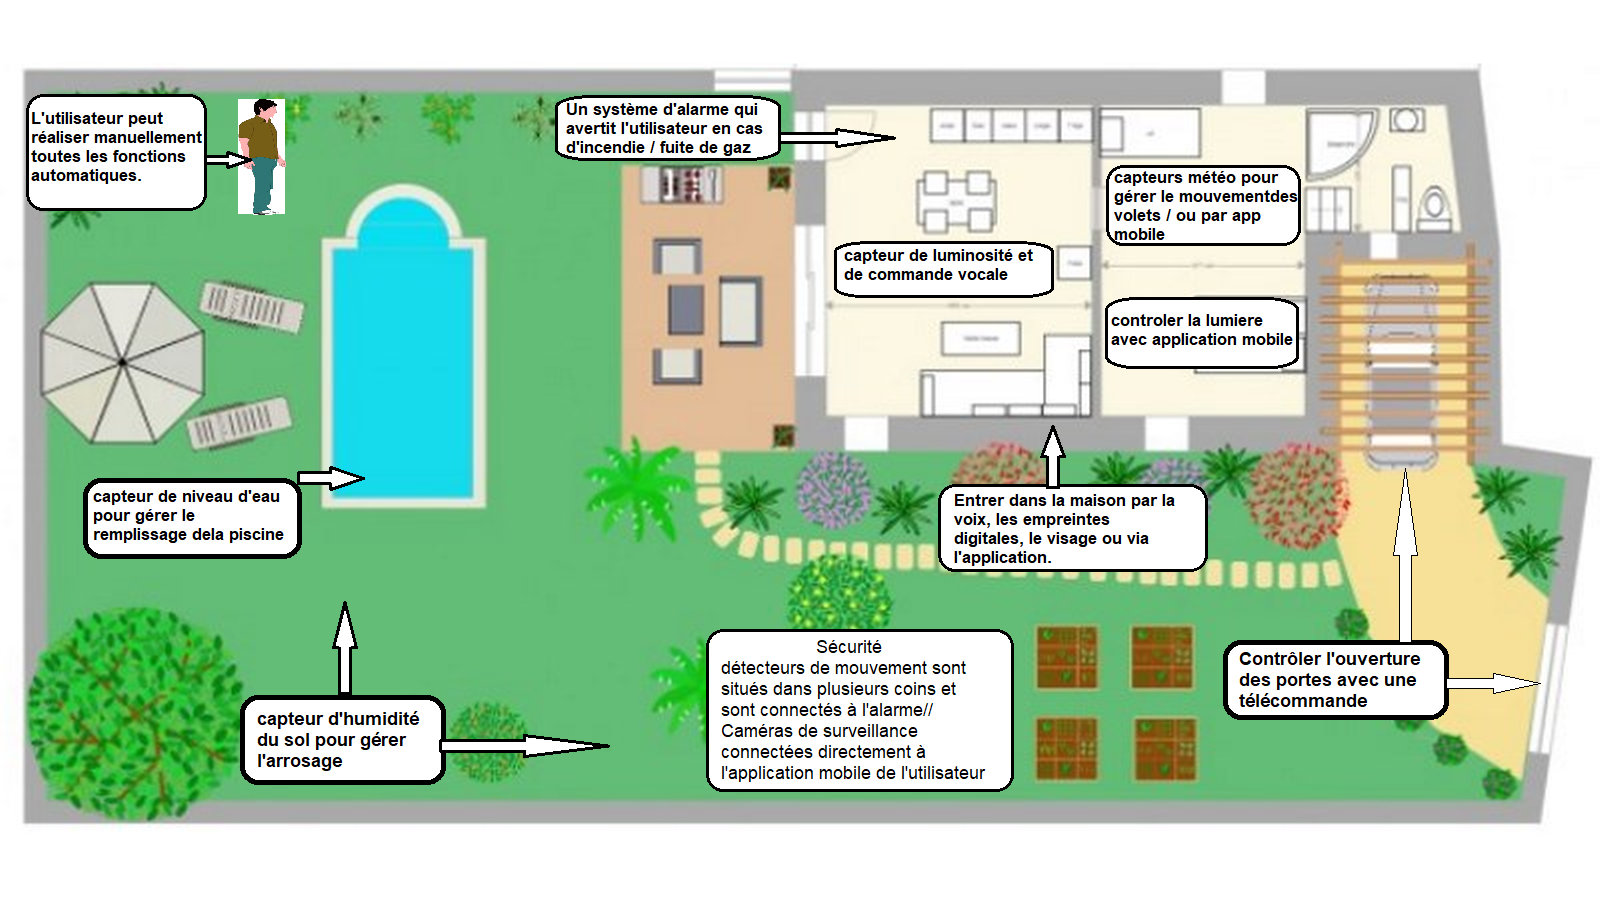 L'utilisateur peut
réaliser manuellement
toutes les fonctions
automatiques.
Un système d'alarme qui
avertit l'utilisateur en cas
d'incendie / fuite de gaz
capteurs météo pour
gérer le mouvementdes
volets / ou par app
mobile
capteur de luminosité et
de commande vocale
controler la lumiere
avec application mobile
capteur de niveau d'eau
pour gérer le
remplissage dela piscine
Entrer dans la maison par la
voix, les empreintes
digitales, le visage ou via
l'application.
Sécurité
détecteurs de mouvement sont
situés dans plusieurs coins et
sont connectés à l'alarme//
Caméras de surveillance
connectées directement à
l'application mobile de l'utilisateur
Contrôler l'ouverture
des portes avec une
télécommande
capteur d'humidité
du sol pour gérer
l'arrosage